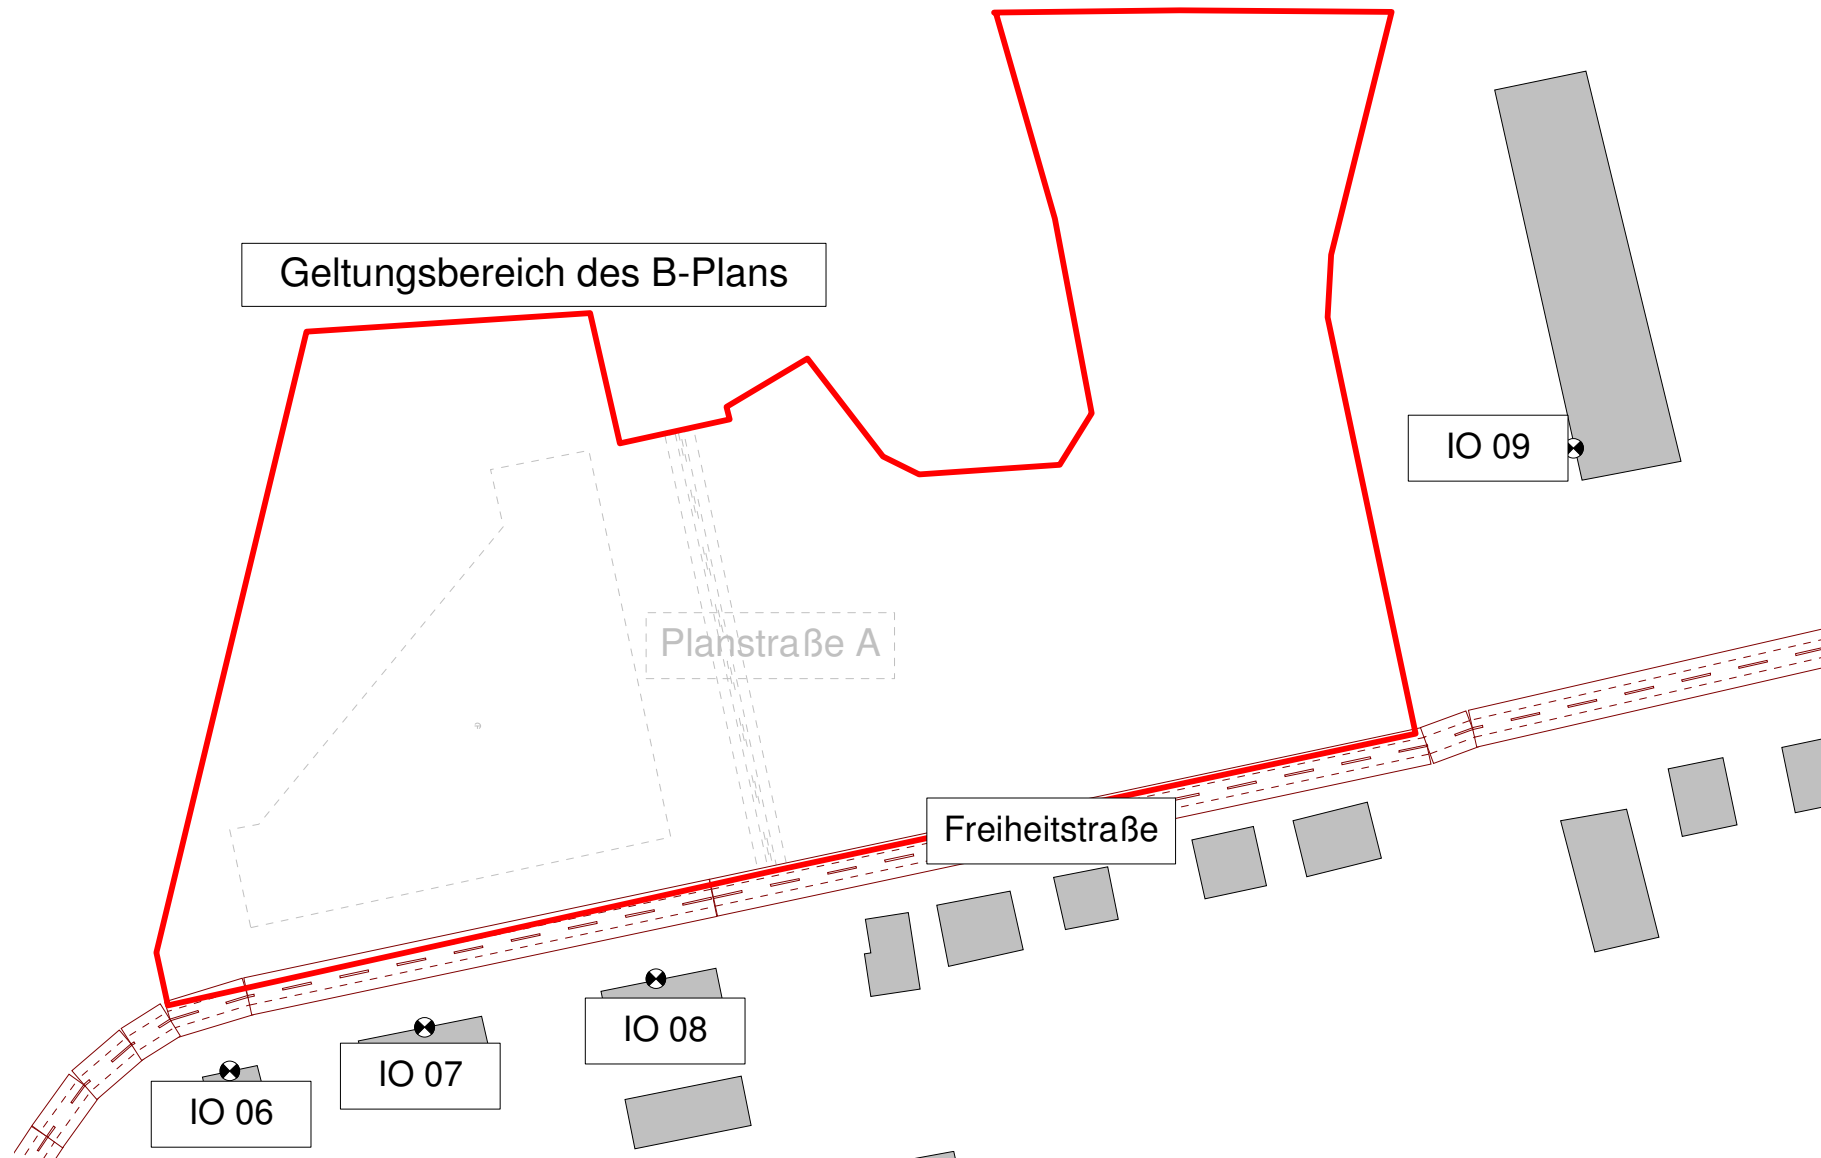 Geltungsbereich des B-Plans
IO 09
Planstraße A
Freiheitstraße
IO 08
IO 07
IO 06